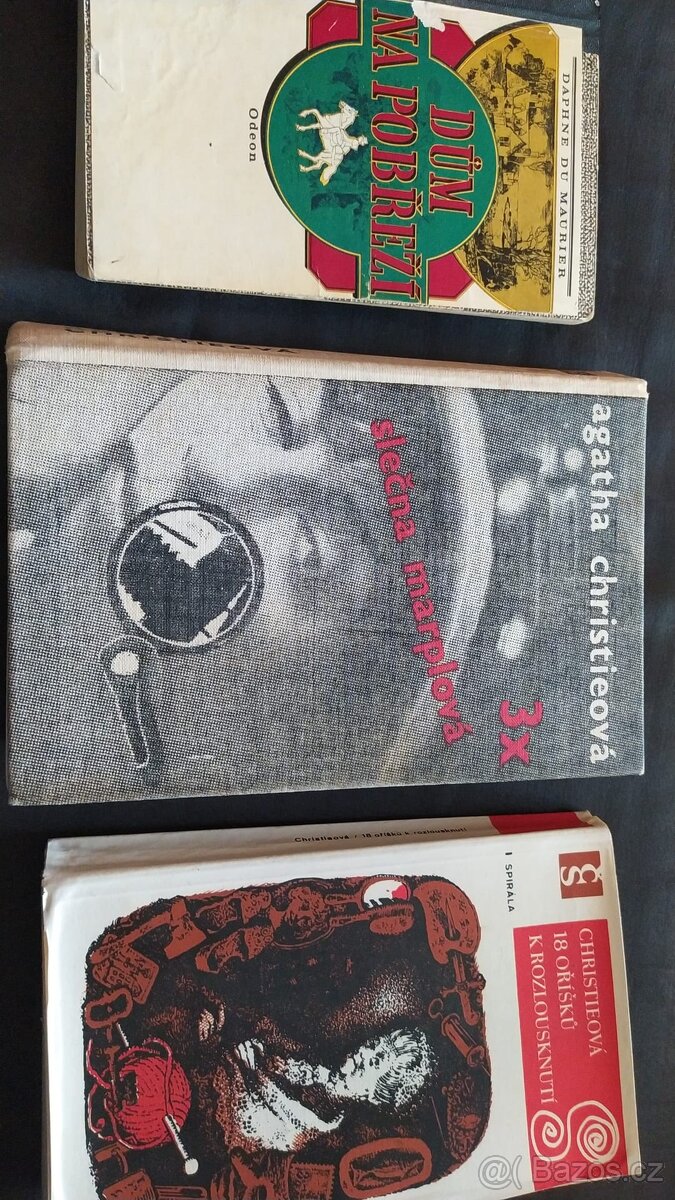 DAPHNE DU MAURIER
DŮM
NA POBŘEŽÍ
Odeon
CHRISTIEOVÁ
agatha christieová
3x
slečna marplová
Christieová / 18 oříšků k rozlousknutí
SPIRÁLA
Š
CHRISTIEOVÁ
18 OŘÍŠKŮ
K ROZLOUSKNUTÍ
@( Bazos.cz